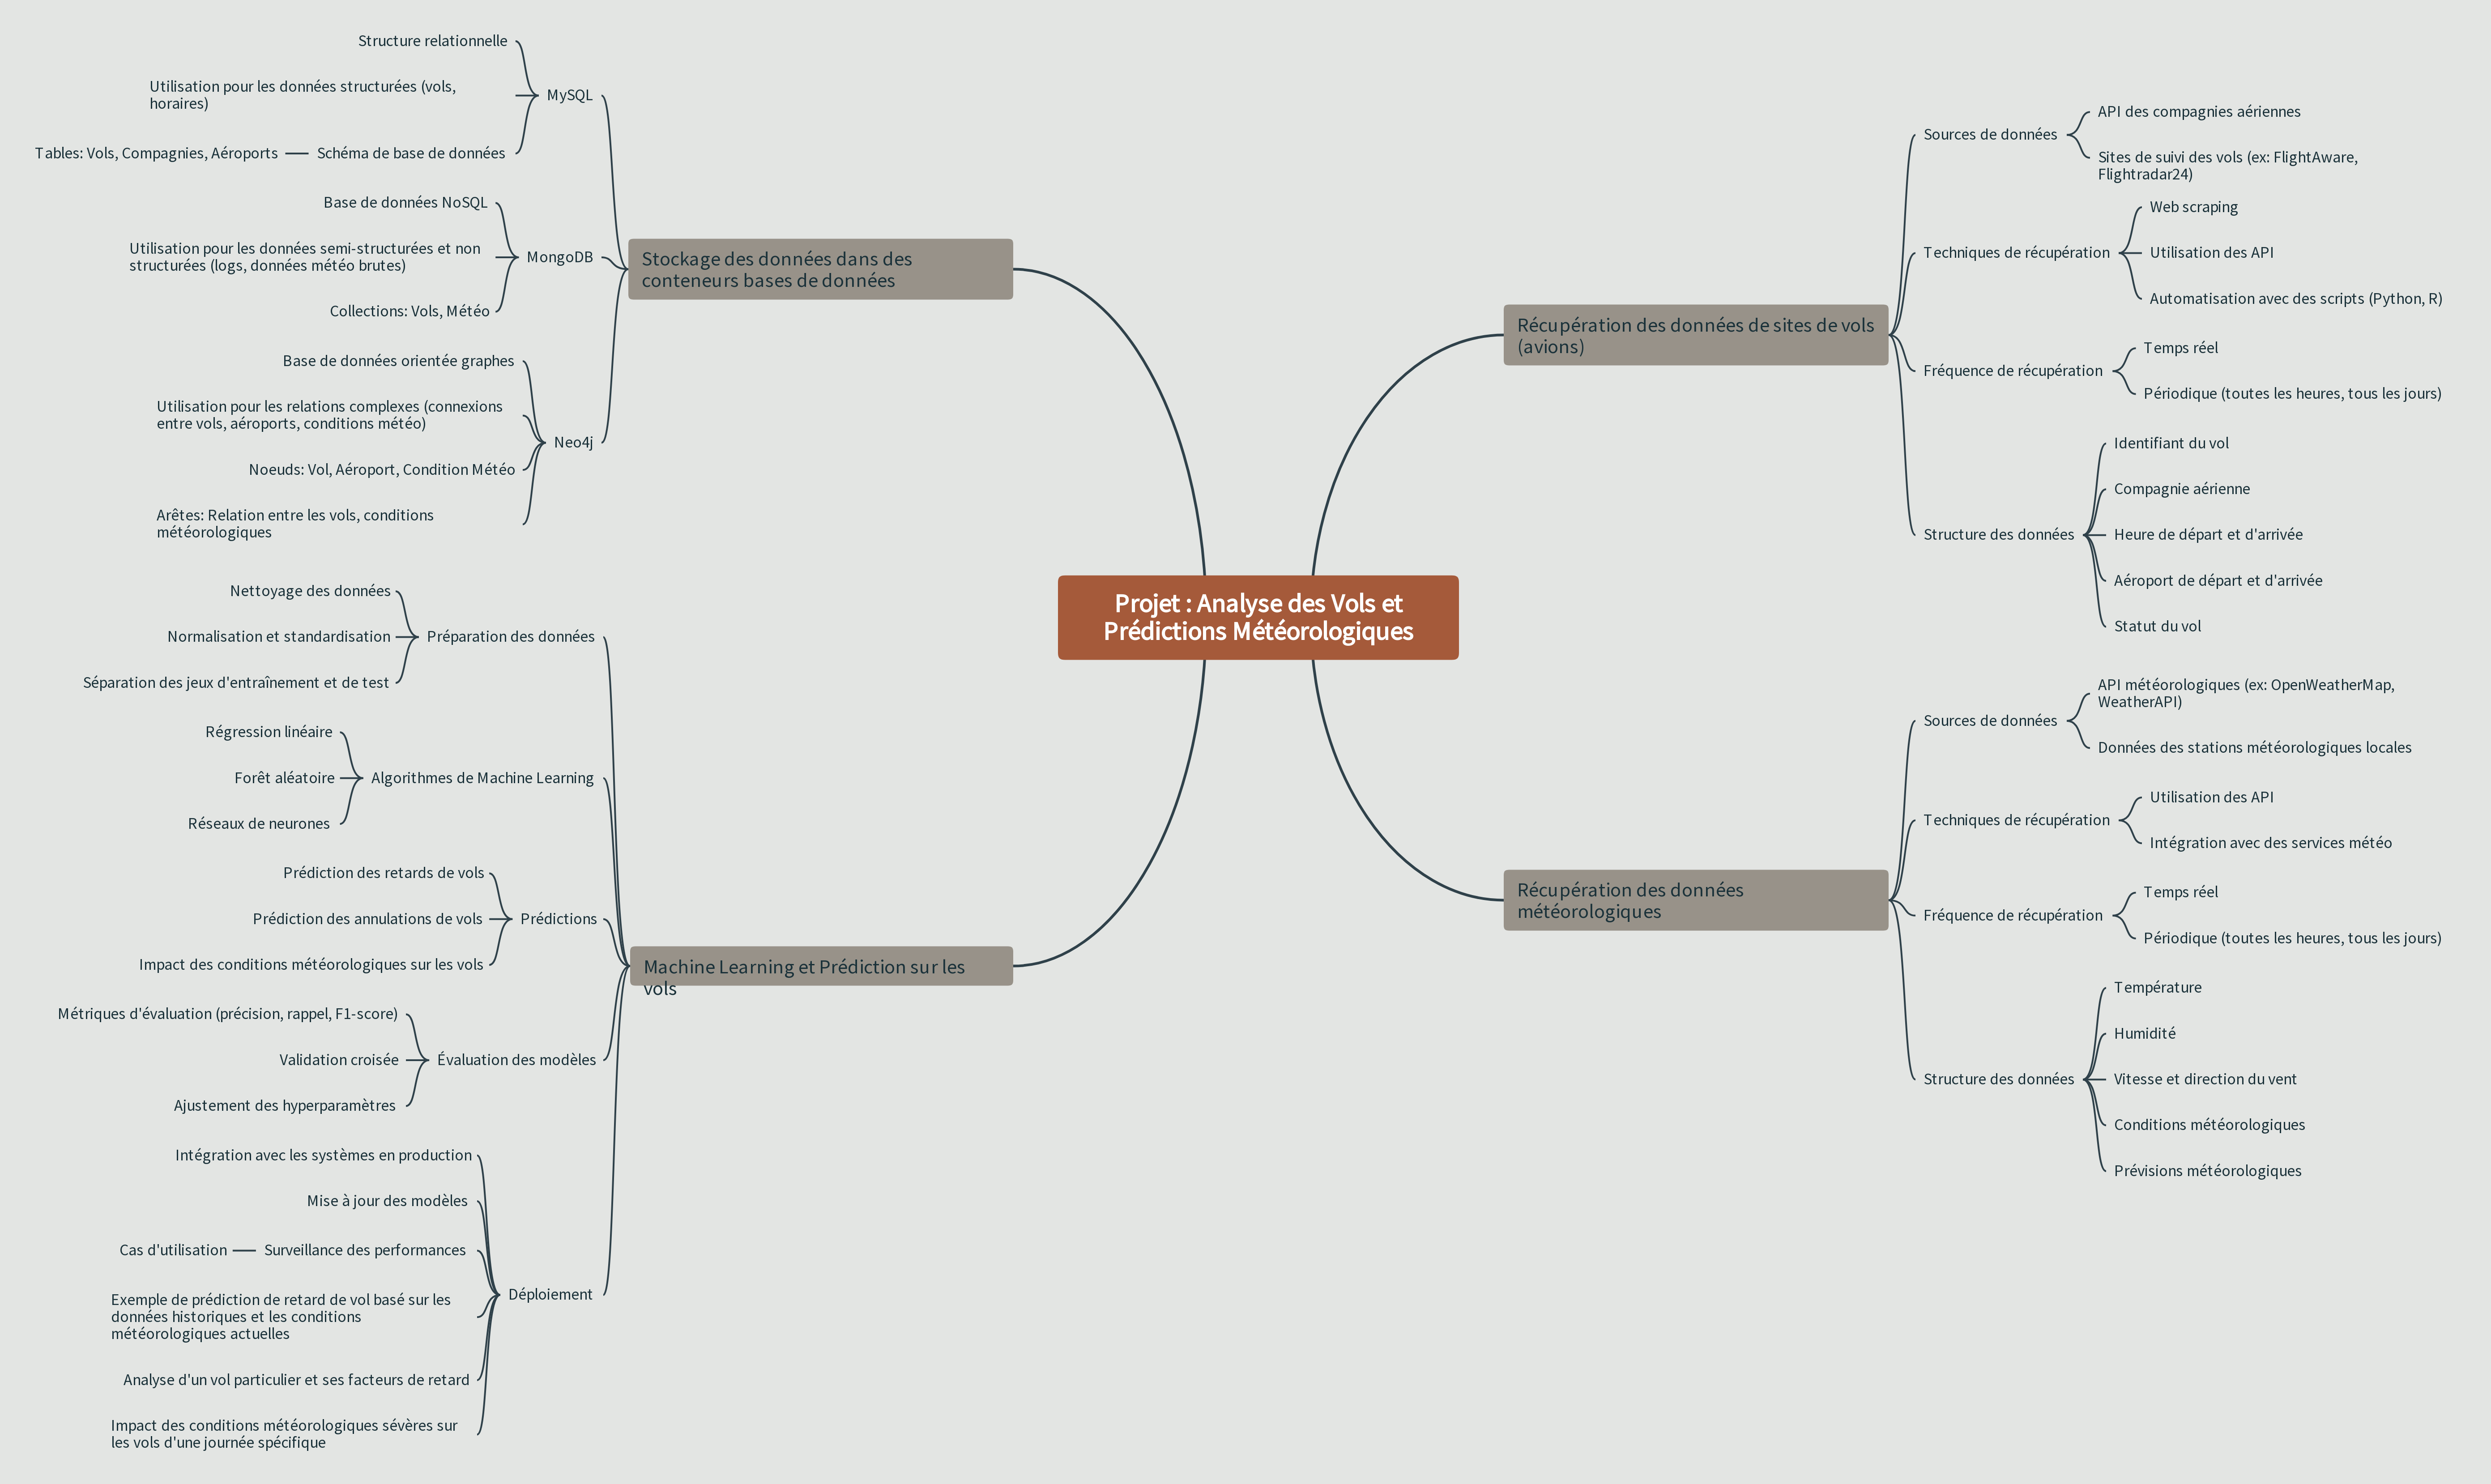 Projet : Analyse des Vols et
Prédictions Météorologiques
Stockage des données dans des
conteneurs bases de données
MySQL
Structure relationnelle
Utilisation pour les données structurées (vols,
horaires)
Schéma de base de données
Tables: Vols, Compagnies, Aéroports
MongoDB
Base de données NoSQL
Utilisation pour les données semi-structurées et non
structurées (logs, données météo brutes)
Collections: Vols, Météo
Neo4j
Base de données orientée graphes
Utilisation pour les relations complexes (connexions
entre vols, aéroports, conditions météo)
Noeuds: Vol, Aéroport, Condition Météo
Arêtes: Relation entre les vols, conditions
météorologiques
Machine Learning et Prédiction sur les
vols
Préparation des données
Nettoyage des données
Normalisation et standardisation
Séparation des jeux d'entraînement et de test
Algorithmes de Machine Learning
Régression linéaire
Forêt aléatoire
Réseaux de neurones
Prédictions
Prédiction des retards de vols
Prédiction des annulations de vols
Impact des conditions météorologiques sur les vols
Évaluation des modèles
Métriques d'évaluation (précision, rappel, F1-score)
Validation croisée
Ajustement des hyperparamètres
Déploiement
Intégration avec les systèmes en production
Mise à jour des modèles
Surveillance des performances
Cas d'utilisation
Exemple de prédiction de retard de vol basé sur les
données historiques et les conditions
météorologiques actuelles
Analyse d'un vol particulier et ses facteurs de retard
Impact des conditions météorologiques sévères sur
les vols d'une journée spécifique
Récupération des données de sites de vols
(avions)
Sources de données
API des compagnies aériennes
Sites de suivi des vols (ex: FlightAware,
Flightradar24)
Techniques de récupération
Web scraping
Utilisation des API
Automatisation avec des scripts (Python, R)
Fréquence de récupération
Temps réel
Périodique (toutes les heures, tous les jours)
Structure des données
Identifiant du vol
Compagnie aérienne
Heure de départ et d'arrivée
Aéroport de départ et d'arrivée
Statut du vol
Récupération des données
météorologiques
Sources de données
API météorologiques (ex: OpenWeatherMap,
WeatherAPI)
Données des stations météorologiques locales
Techniques de récupération
Utilisation des API
Intégration avec des services météo
Fréquence de récupération
Temps réel
Périodique (toutes les heures, tous les jours)
Structure des données
Température
Humidité
Vitesse et direction du vent
Conditions météorologiques
Prévisions météorologiques